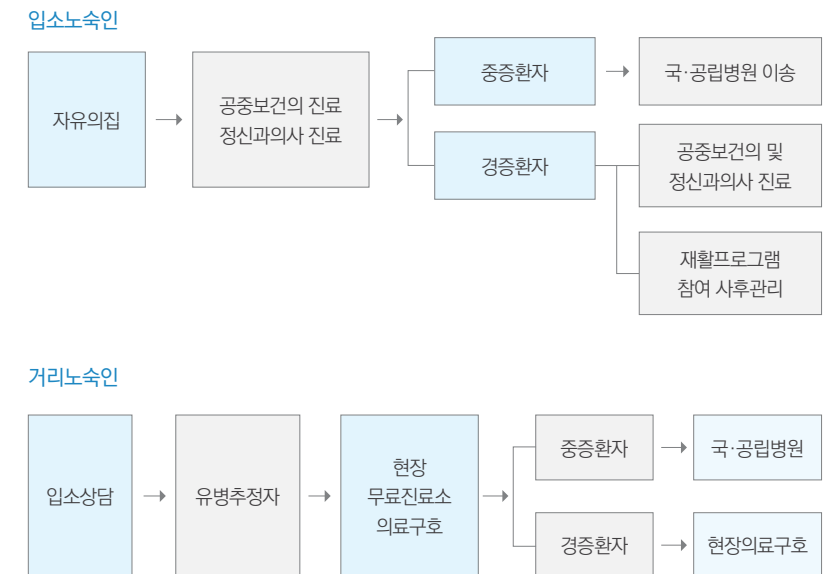 입소노숙인
자유의집
공중보건의 진료
정신과의사 진료
중증환자
국·공립병원 이송
경증환자
공중보건의 및
정신과의사 진료
재활프로그램
참여 사후관리
거리노숙인
입소상담
유병추정자
현장
무료진료소
의료구호
중증환자
국·공립병원
경증환자
현장의료구호